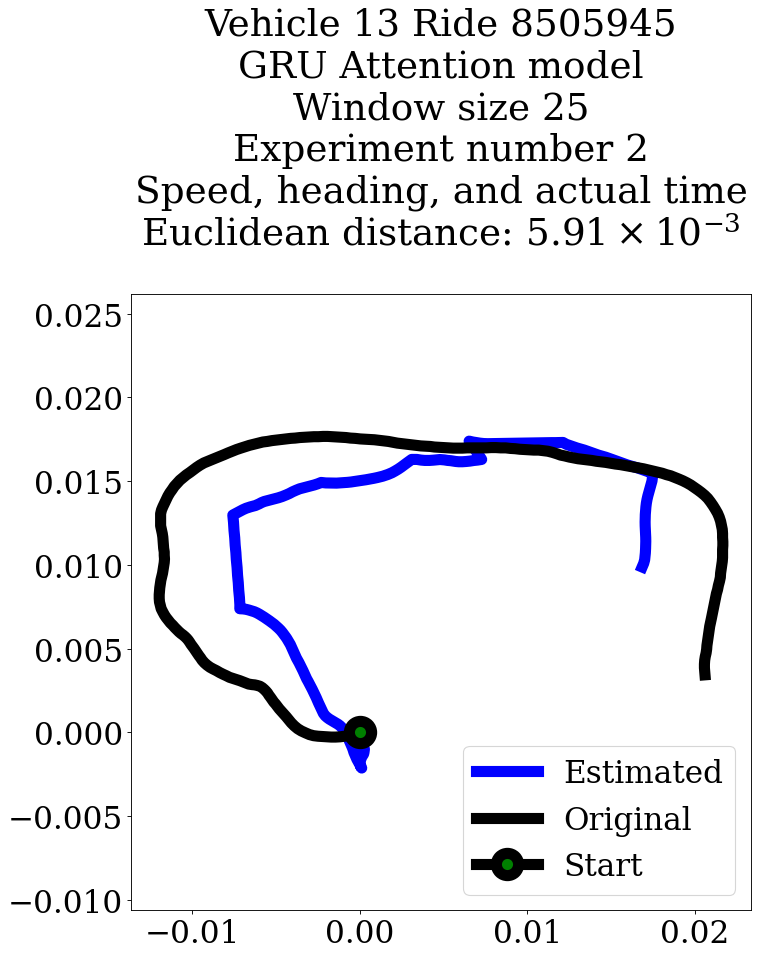 Vehicle 13 Ride 8505945
GRU Attention model
Window size 25
Experiment number 2
Speed, heading, and actual time
Euclidean distance: 5.91 × 10⁻³
0.025
0.020
0.015
0.010
0.005
0.000
−0.005
−0.010
−0.01 0.00 0.01 0.02
Estimated
Original
Start